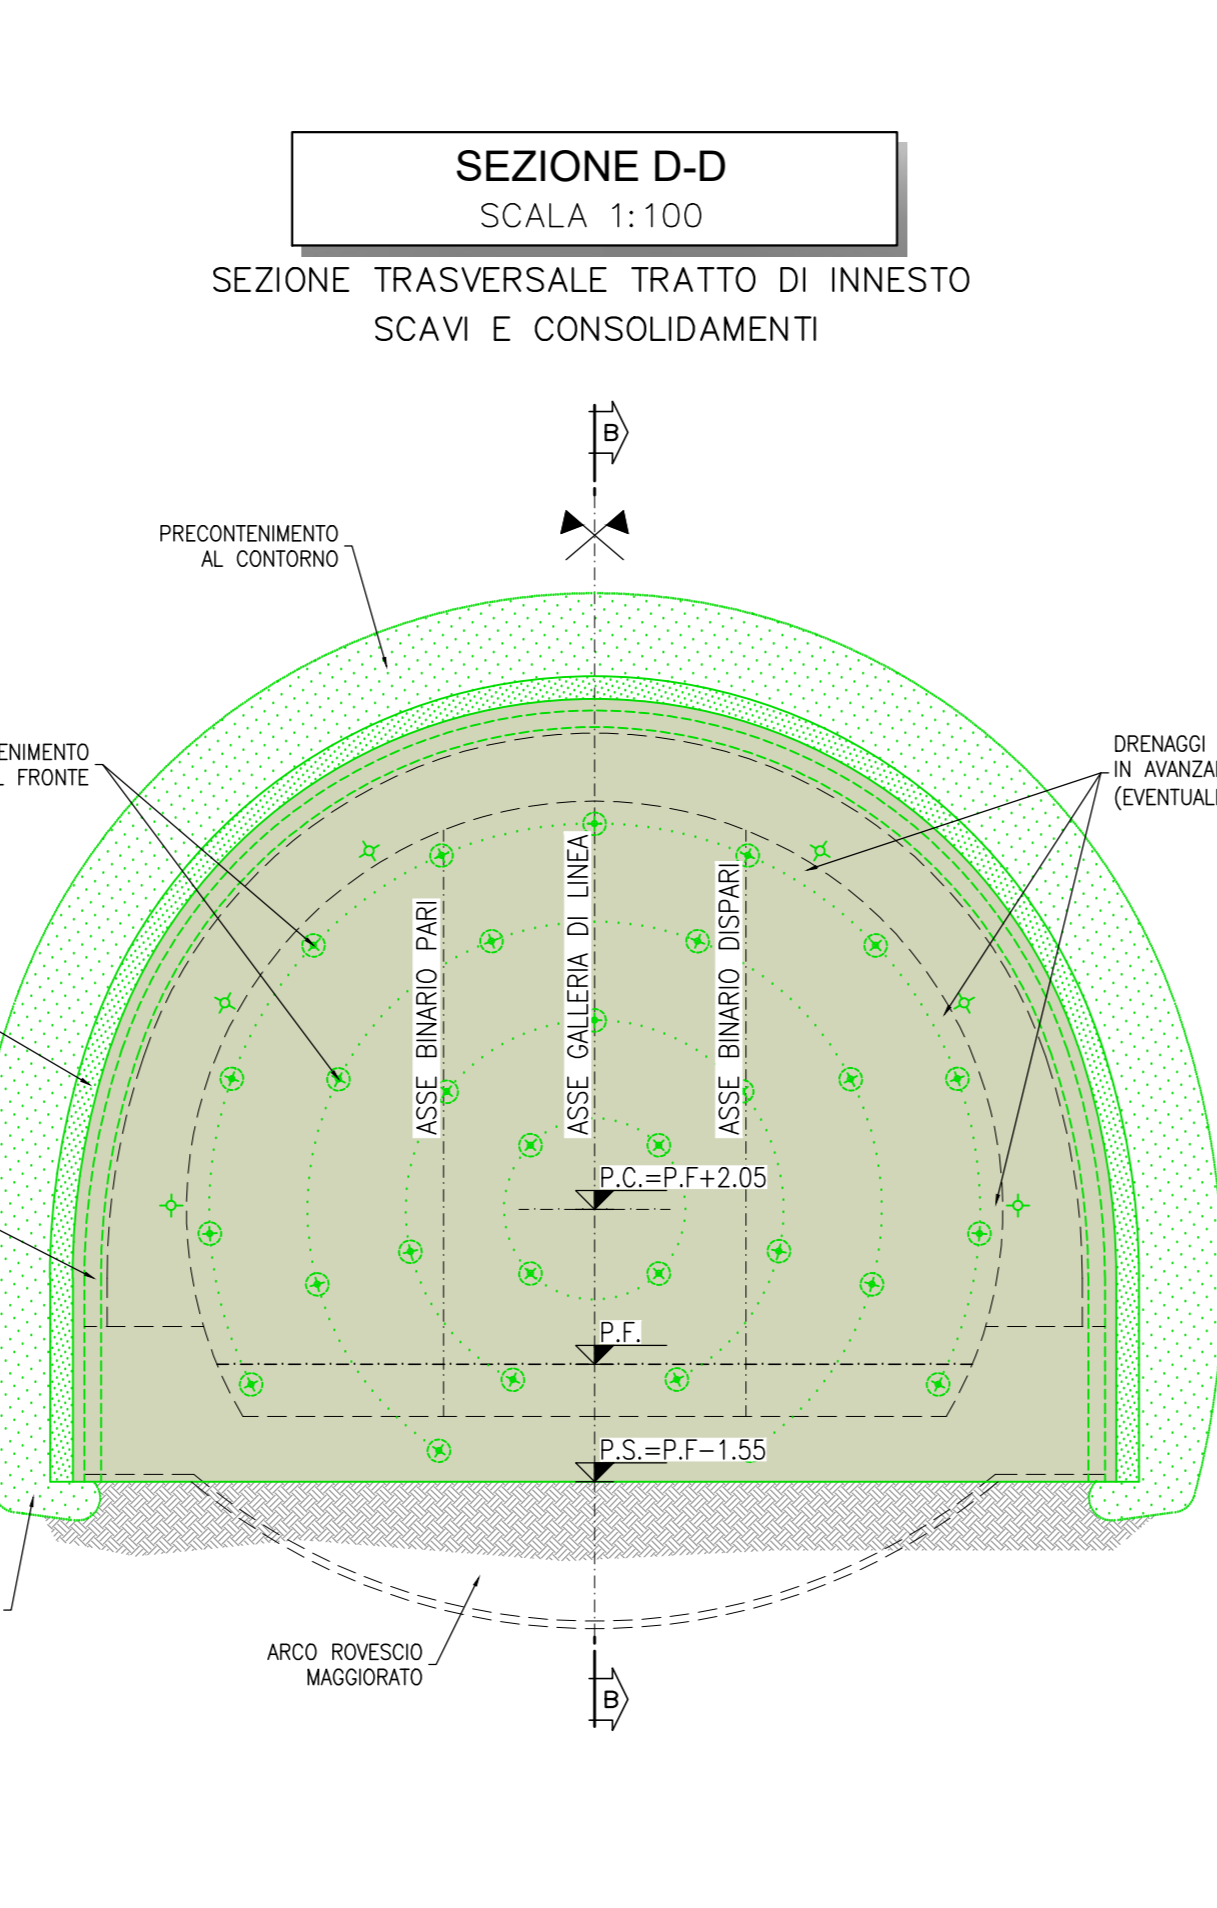 SEZIONE D-D
SCALA 1:100
SEZIONE TRASVERSALE TRATTO DI INNESTO
SCAVI E CONSOLIDAMENTI
B
PRECONTENIMENTO
AL CONTORNO
ENIMENTO
FRONTE
DRENAGGI
IN AVANZA
(EVENTUALI
ASSE BINARIO PARI
ASSE GALLERIA DI LINEA
ASSE BINARIO DISPARI
P.C.=P.F+2.05
P.F.
P.S.=P.F-1.55
ARCO ROVESCIO
MAGGIORATO
B